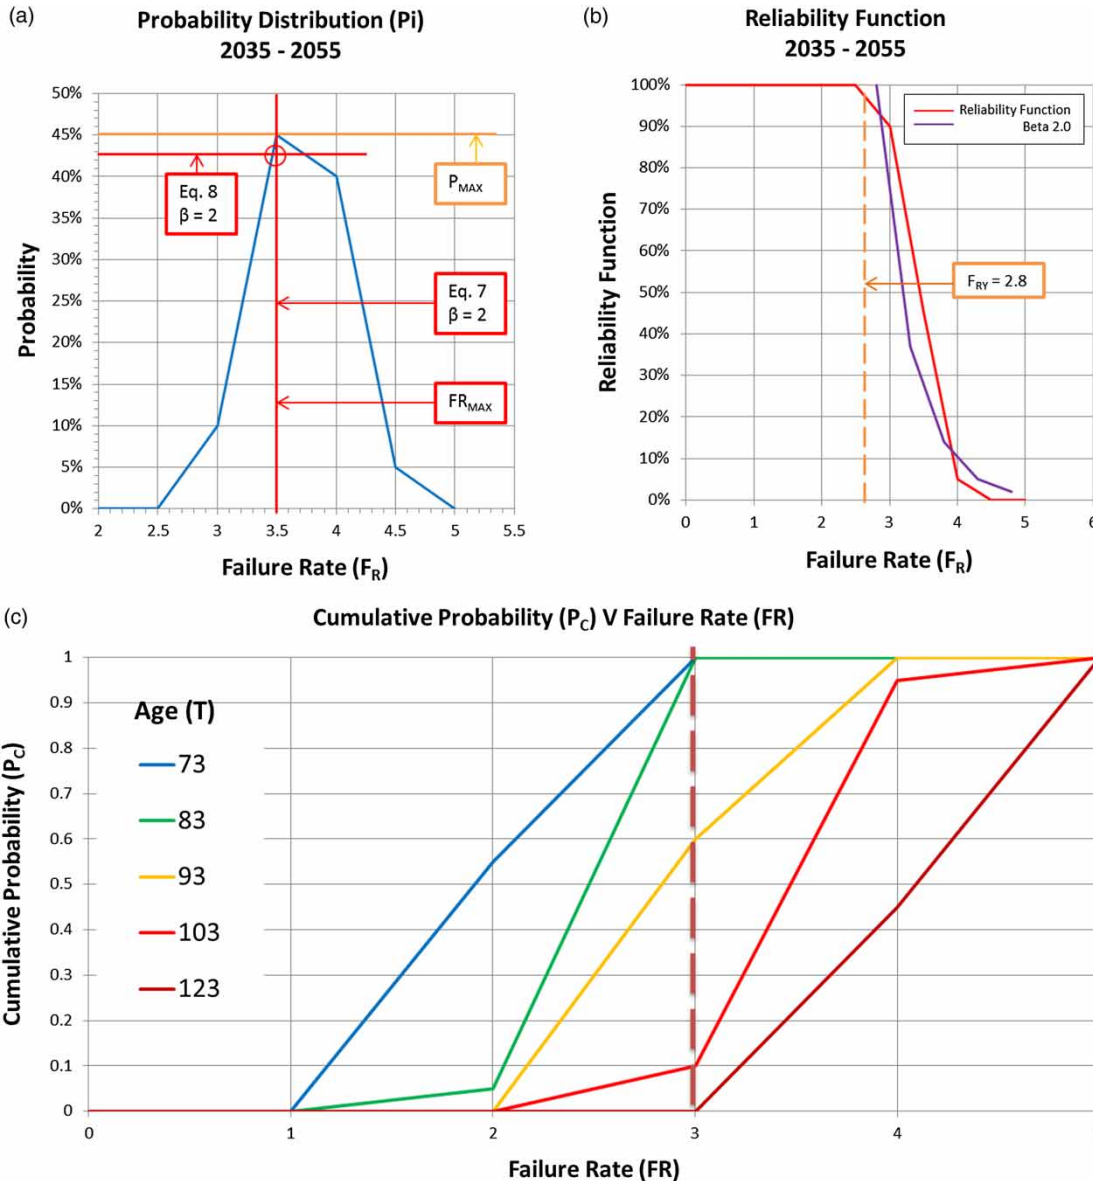 (a)
Probability Distribution (Pi)
2035 - 2055
50%
45%
40%
35%
30%
25%
20%
15%
10%
5%
0%
Probability
Eq. 8
β = 2
PMAX
Eq. 7
β = 2
FRMAX
2 2.5 3 3.5 4 4.5 5 5.5
Failure Rate (FR)
(b)
Reliability Function
2035 - 2055
100%
90%
80%
70%
60%
50%
40%
30%
20%
10%
0%
Reliability Function
Reliability Function
Beta 2.0
FRY = 2.8
0 1 2 3 4 5 6
Failure Rate (FR)
(c)
Cumulative Probability (PC) V Failure Rate (FR)
1
0.9
0.8
0.7
0.6
0.5
0.4
0.3
0.2
0.1
0
Cumulative Probability (PC)
Age (T)
73
83
93
103
123
0 1 2 3 4
Failure Rate (FR)